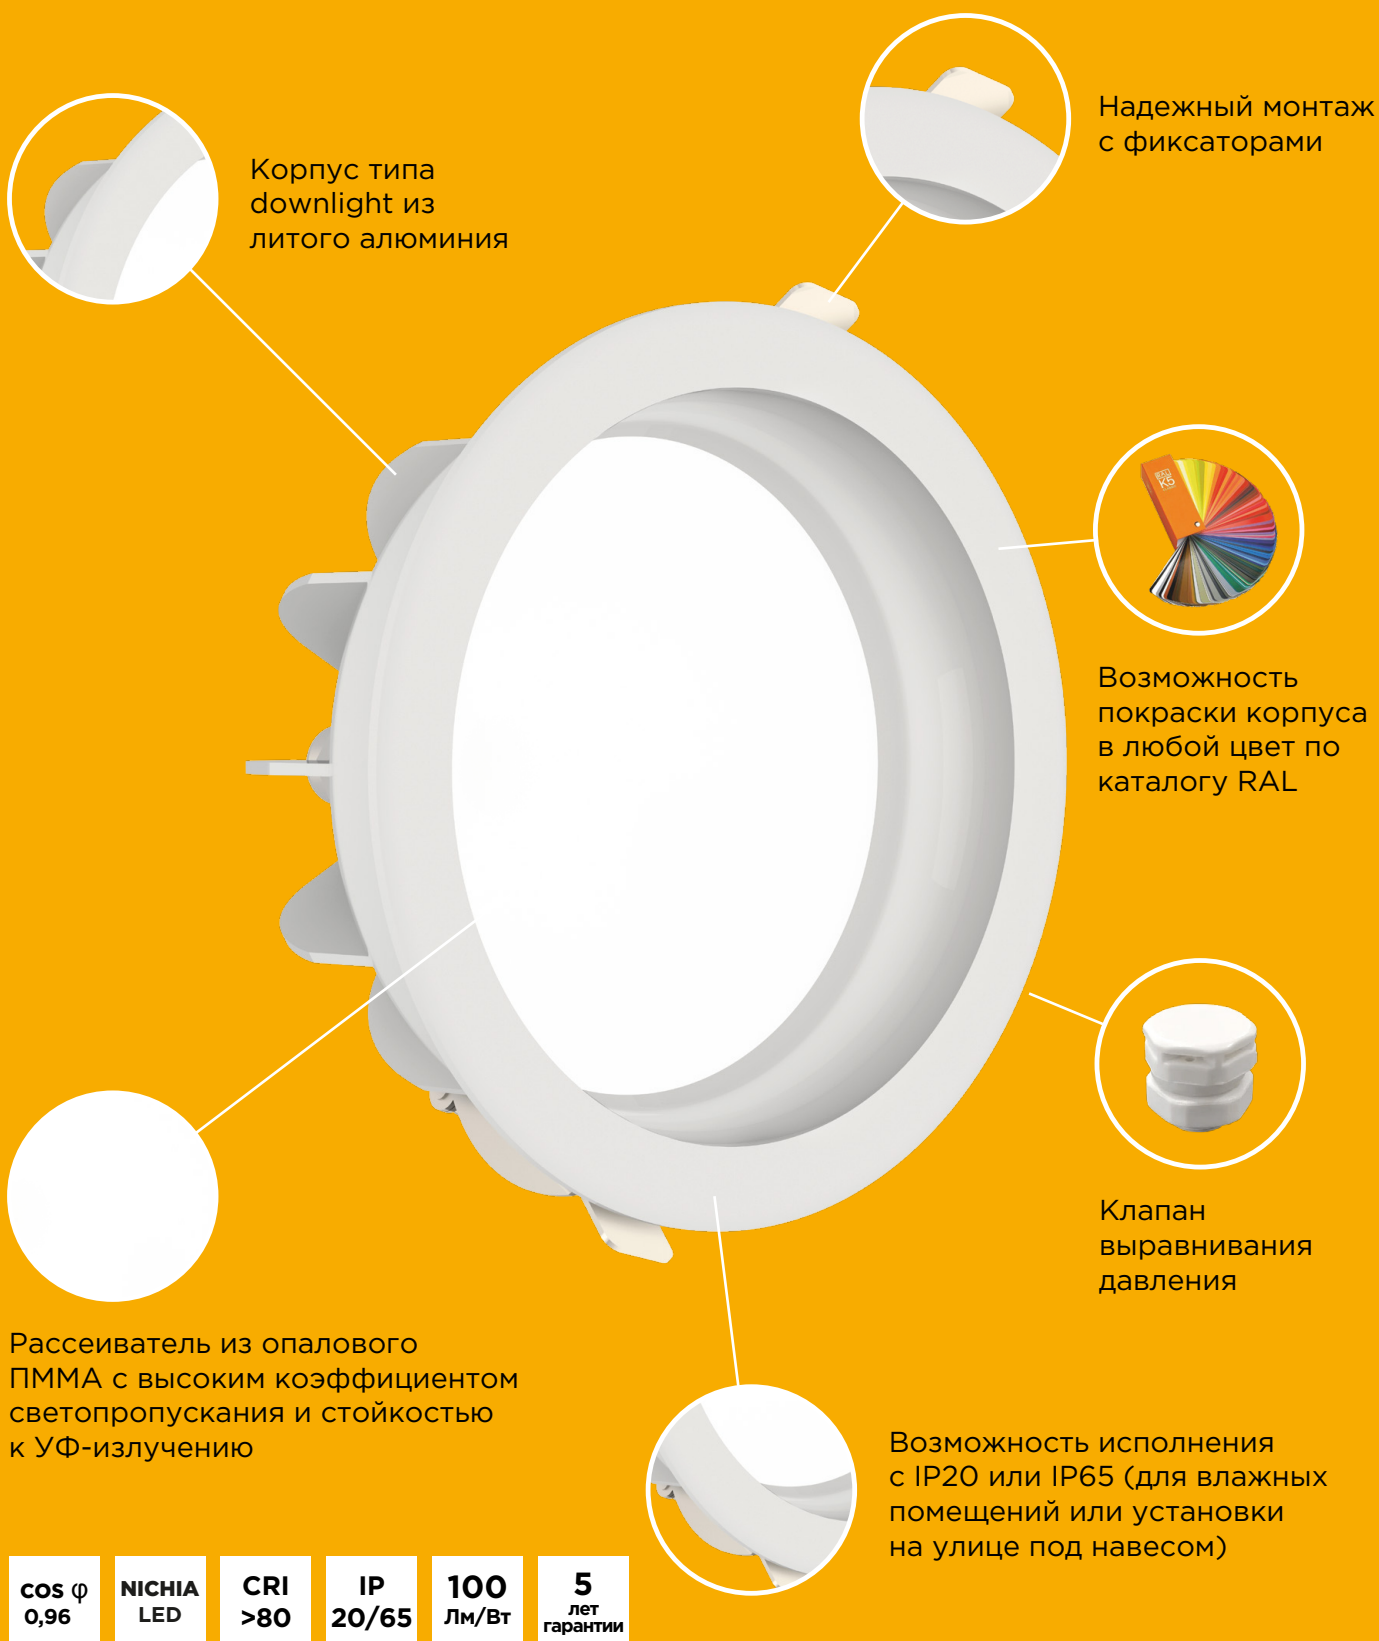 Надежный монтаж
с фиксаторами
Корпус типа
downlight из
литого алюминия
K5
Возможность
покраски корпуса
в любой цвет по
каталогу RAL
Клапан
выравнивания
давления
Рассеиватель из опалового
ПММА с высоким коэффициентом
светопропускания и стойкостью
к УФ-излучению
Возможность исполнения
с IP20 или IP65 (для влажных
помещений или установки
на улице под навесом)
cos φ
0,96
NICHIA
LED
CRI
>80
IP
20/65
100
Лм/Вт
5
лет
гарантии